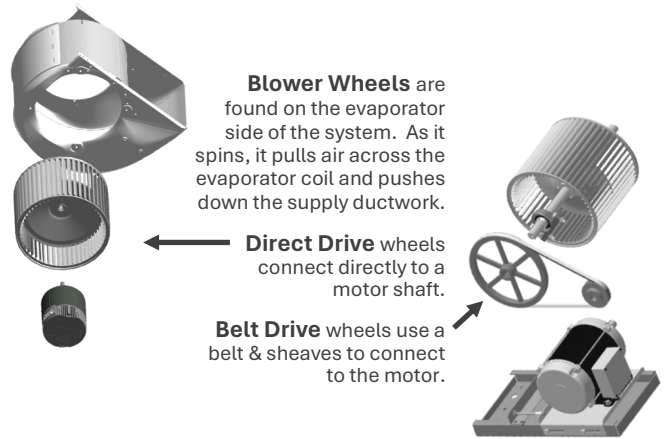 Blower Wheels are
found on the evaporator
side of the system. As it
spins, it pulls air across the
evaporator coil and pushes
down the supply ductwork.
Direct Drive wheels
connect directly to a
motor shaft.
Belt Drive wheels use a
belt & sheaves to connect
to the motor.